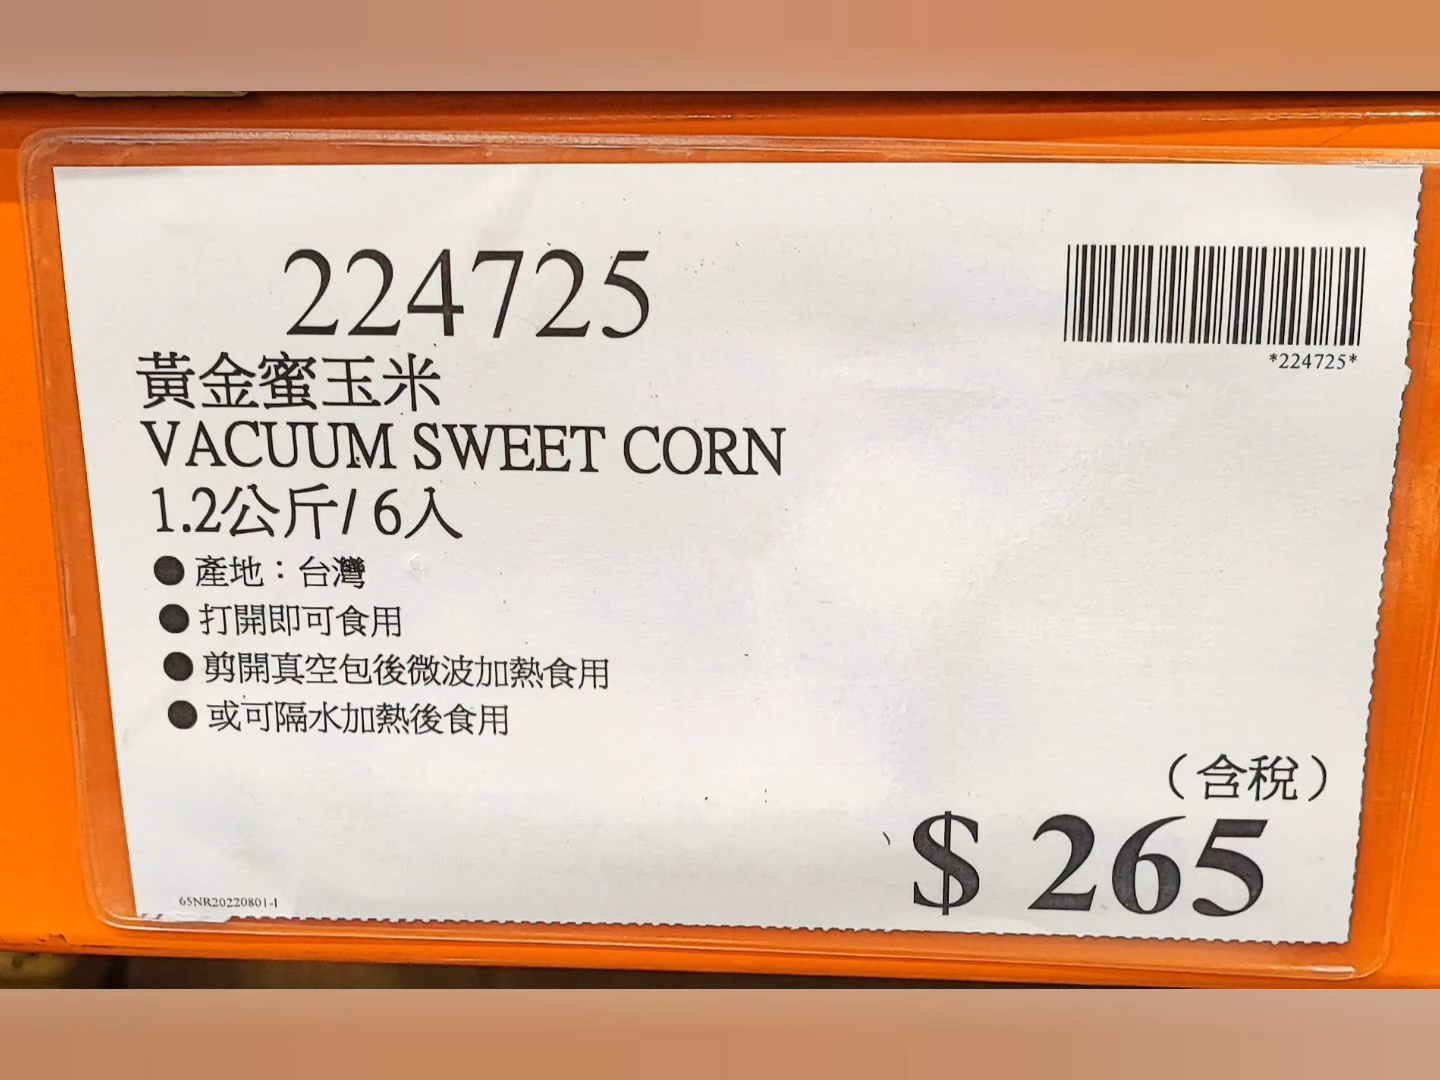 224725
*224725*
黃金蜜玉米
VACUUM SWEET CORN
1.2公斤/ 6入
● 產地：台灣
● 打開即可食用
● 剪開真空包後微波加熱食用
● 或可隔水加熱後食用
（含稅）
$ 265
65NR20220801-1